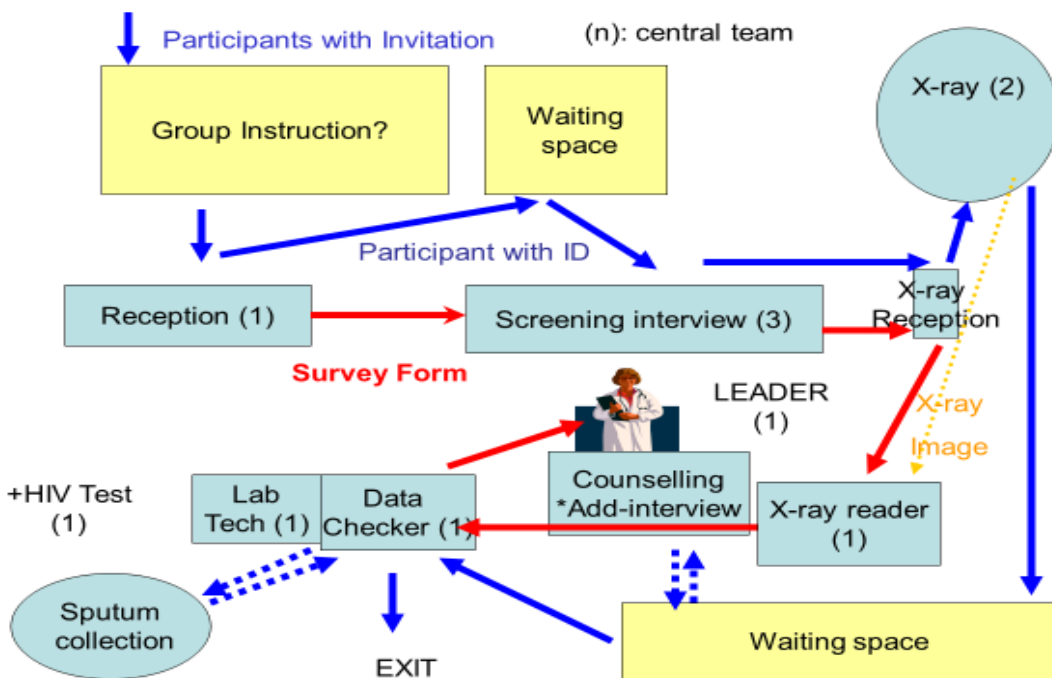 Participants with Invitation
(n): central team
X-ray (2)
Group Instruction?
Waiting
space
Participant with ID
Reception (1)
Screening interview (3)
X-ray
Reception
Survey Form
LEADER
(1)
X-ray
Image
+HIV Test
(1)
Lab
Tech (1)
Data
Checker (1)
Counselling
*Add-interview
X-ray reader
(1)
Sputum
collection
EXIT
Waiting space